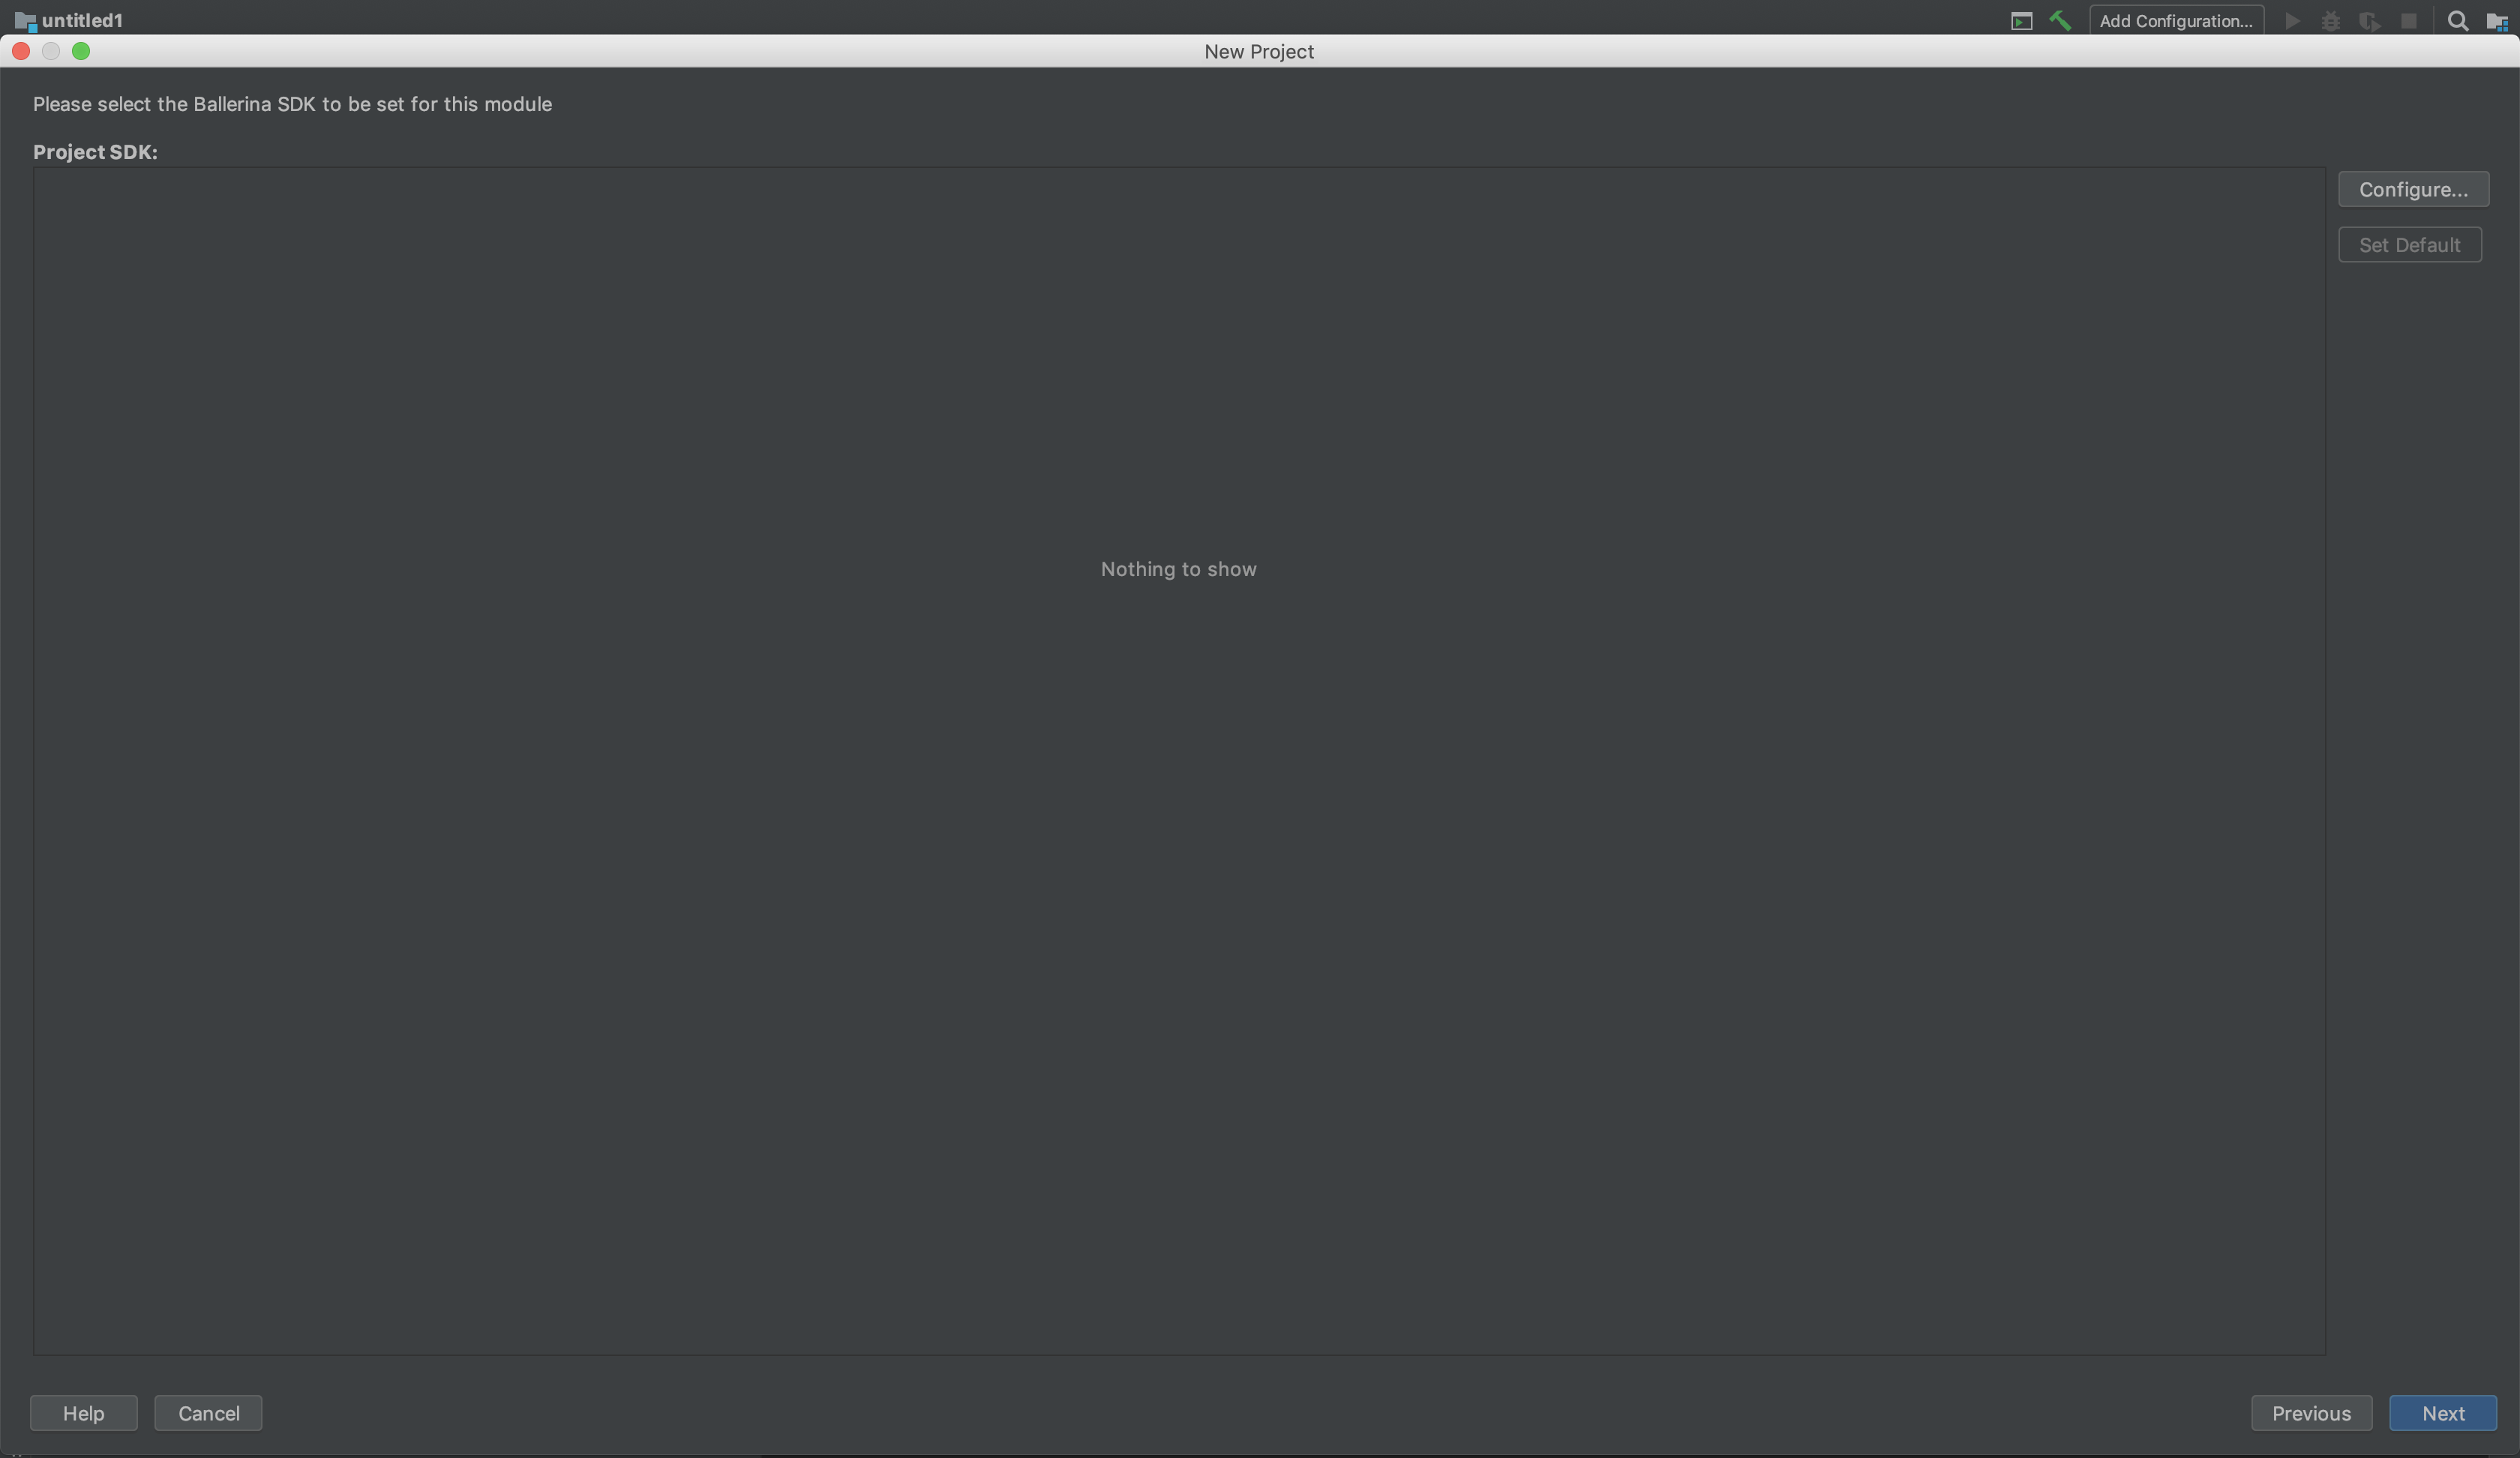 untitled1
Add Configuration...
New Project
Please select the Ballerina SDK to be set for this module
Project SDK:
Configure...
Set Default
Nothing to show
Help
Cancel
Previous
Next